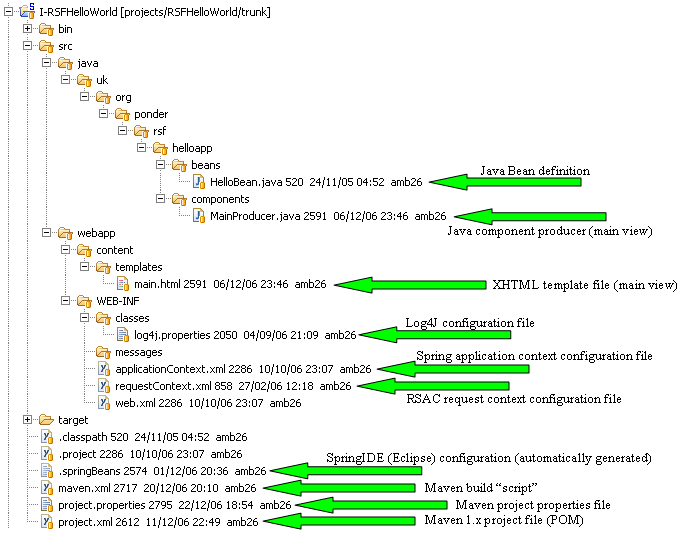 I-RSFHelloWorld [projects/RSFHelloWorld/trunk]
bin
src
java
uk
org
ponder
rsf
helloapp
beans
Java Bean definition
HelloBean.java 520 24/11/05 04:52 amb26
components
MainProducer.java 2591 06/12/06 23:46 amb26
Java component producer (main view)
webapp
content
templates
main.html 2591 06/12/06 23:46 amb26
XHTML template file (main view)
WEB-INF
classes
Log4J configuration file
log4j.properties 2050 04/09/06 21:09 amb26
messages
Spring application context configuration file
applicationContext.xml 2286 10/10/06 23:07 amb26
requestContext.xml 858 27/02/06 12:18 amb26
RSAC request context configuration file
web.xml 2286 10/10/06 23:07 amb26
target
.classpath 520 24/11/05 04:52 amb26
.project 2286 10/10/06 23:07 amb26
SpringIDE (Eclipse) configuration (automatically generated)
.springBeans 2574 01/12/06 20:36 amb26
maven.xml 2717 20/12/06 20:10 amb26
Maven build “script”
project.properties 2795 22/12/06 18:54 amb26
Maven project properties file
project.xml 2612 11/12/06 22:49 amb26
Maven 1.x project file (POM)